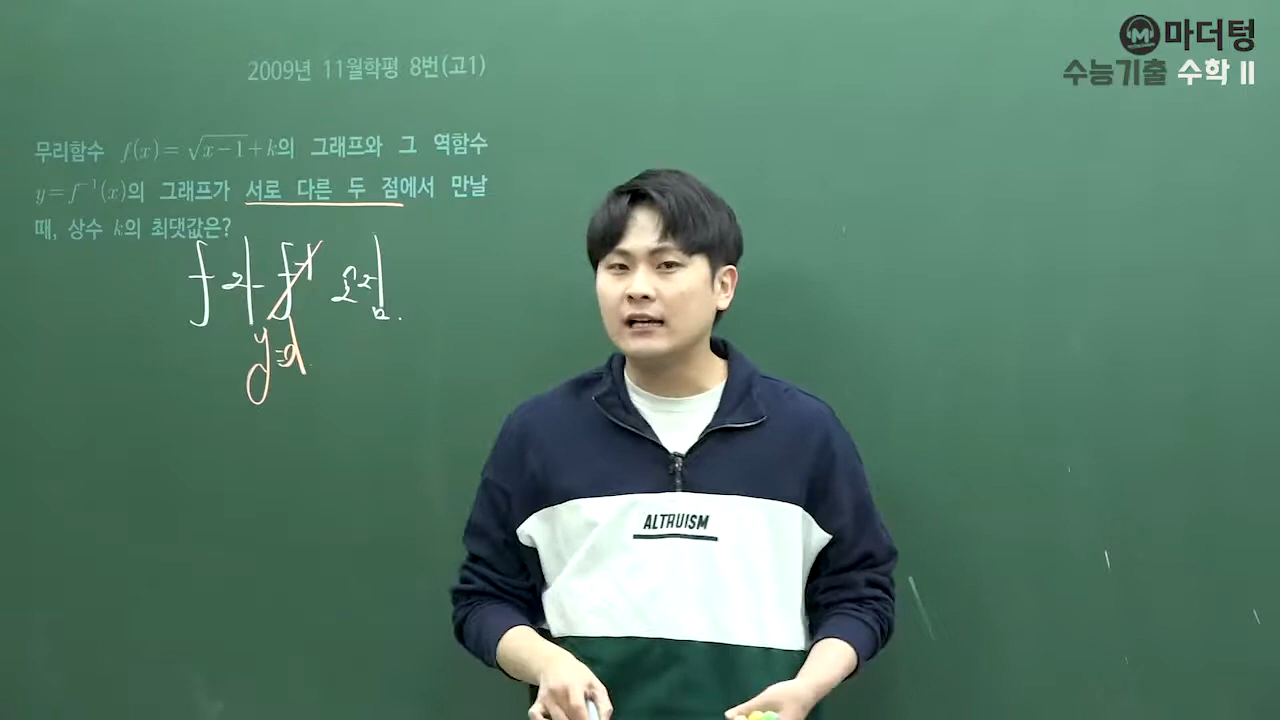 마더텅
수능기출 수학 II
2009년 11월학평 8번(고1)
무리함수 f(x)=√(x-1)+k의 그래프와 그 역함수
y=f⁻¹(x)의 그래프가 서로 다른 두 점에서 만날
때, 상수 k의 최댓값은?
f 라 f⁻¹ 교점.
y=x
ALTRUISM